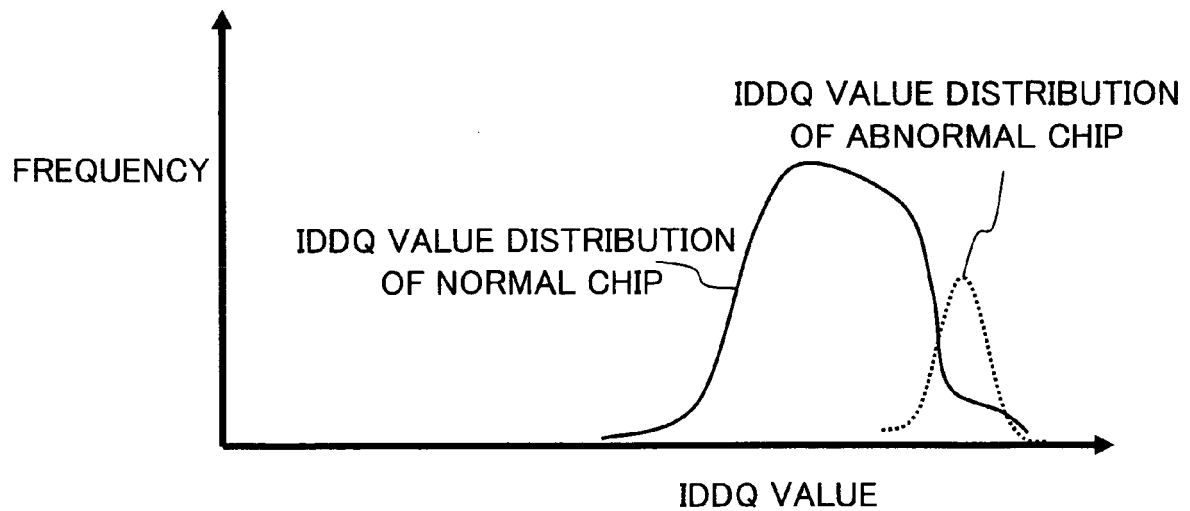 IDDQ VALUE DISTRIBUTION
OF ABNORMAL CHIP
FREQUENCY
IDDQ VALUE DISTRIBUTION
OF NORMAL CHIP
IDDQ VALUE